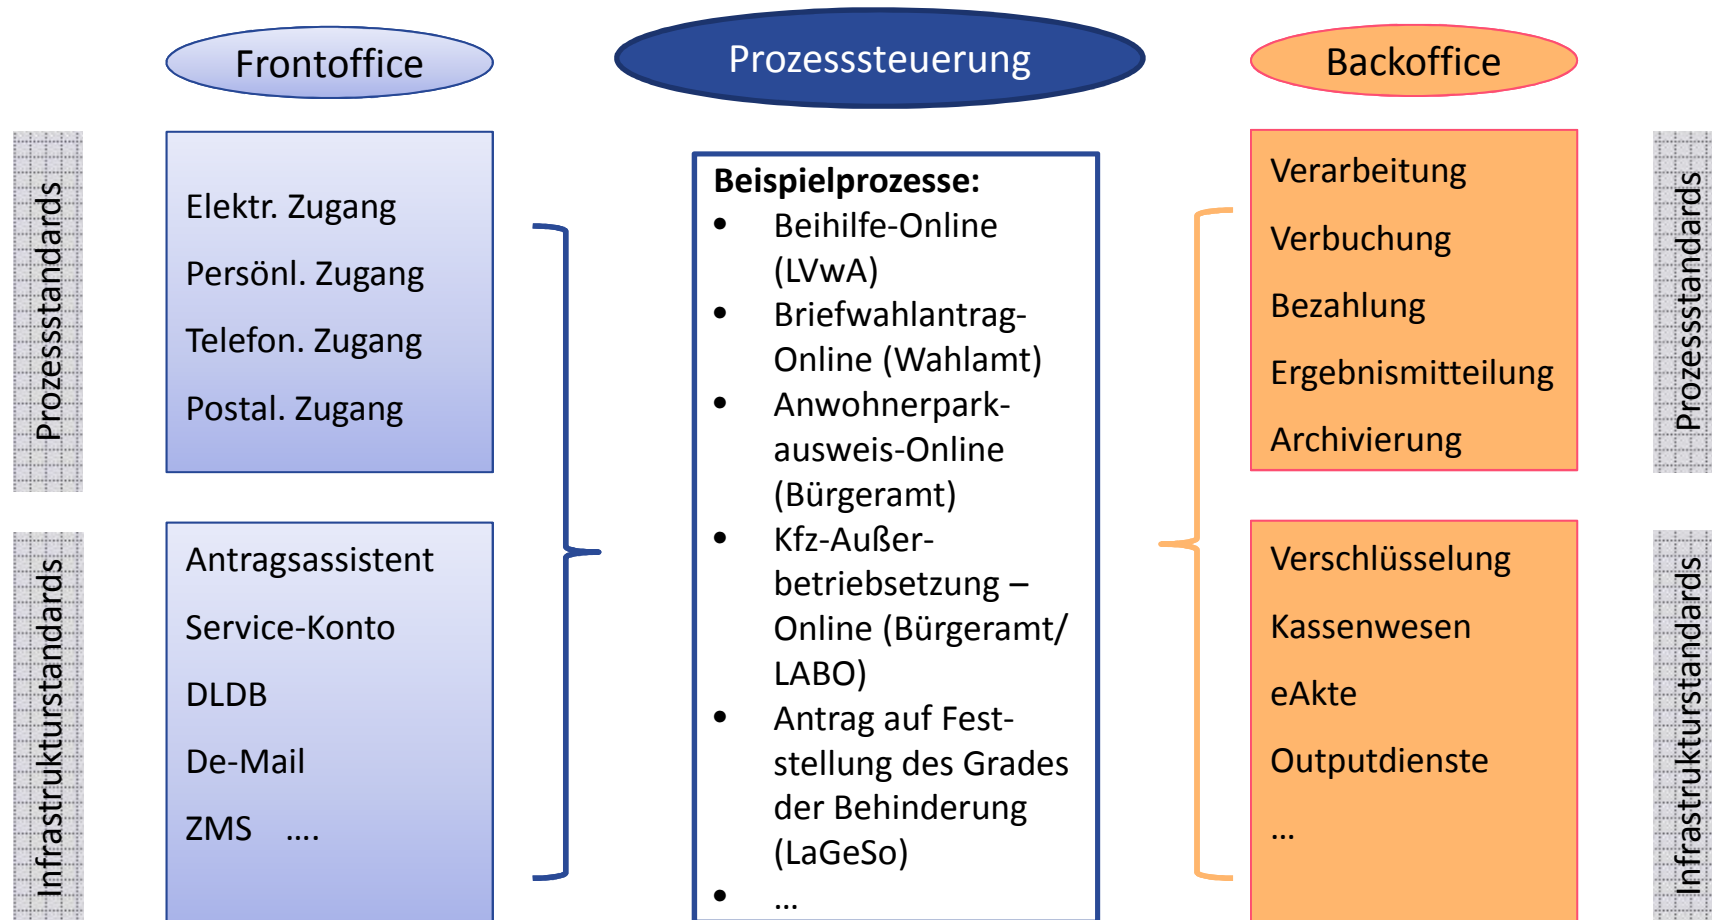 Frontoffice
Prozesssteuerung
Backoffice
Prozessstandards
Elektr. Zugang
Persönl. Zugang
Telefon. Zugang
Postal. Zugang
Infrastrukturstandards
Antragsassistent
Service-Konto
DLDB
De-Mail
ZMS ....
Beispielprozesse:
• Beihilfe-Online
(LVwA)
• Briefwahlantrag-
Online (Wahlamt)
• Anwohnerpark-
ausweis-Online
(Bürgeramt)
• Kfz-Außer-
betriebsetzung –
Online (Bürgeramt/
LABO)
• Antrag auf Fest-
stellung des Grades
der Behinderung
(LaGeSo)
• …
Verarbeitung
Verbuchung
Bezahlung
Ergebnismitteilung
Archivierung
Prozessstandards
Verschlüsselung
Kassenwesen
eAkte
Outputdienste
…
Infrastrukturstandards